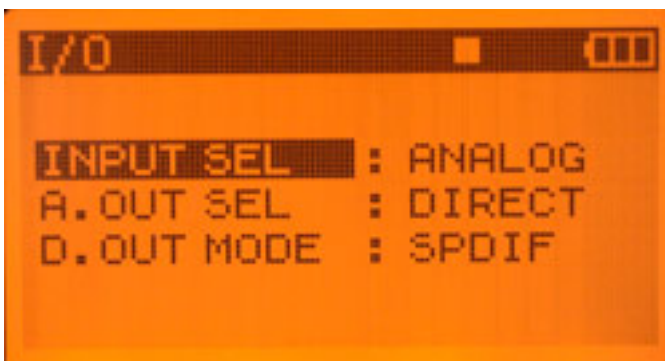 I/O
INPUT SEL : ANALOG
A.OUT SEL : DIRECT
D.OUT MODE : SPDIF